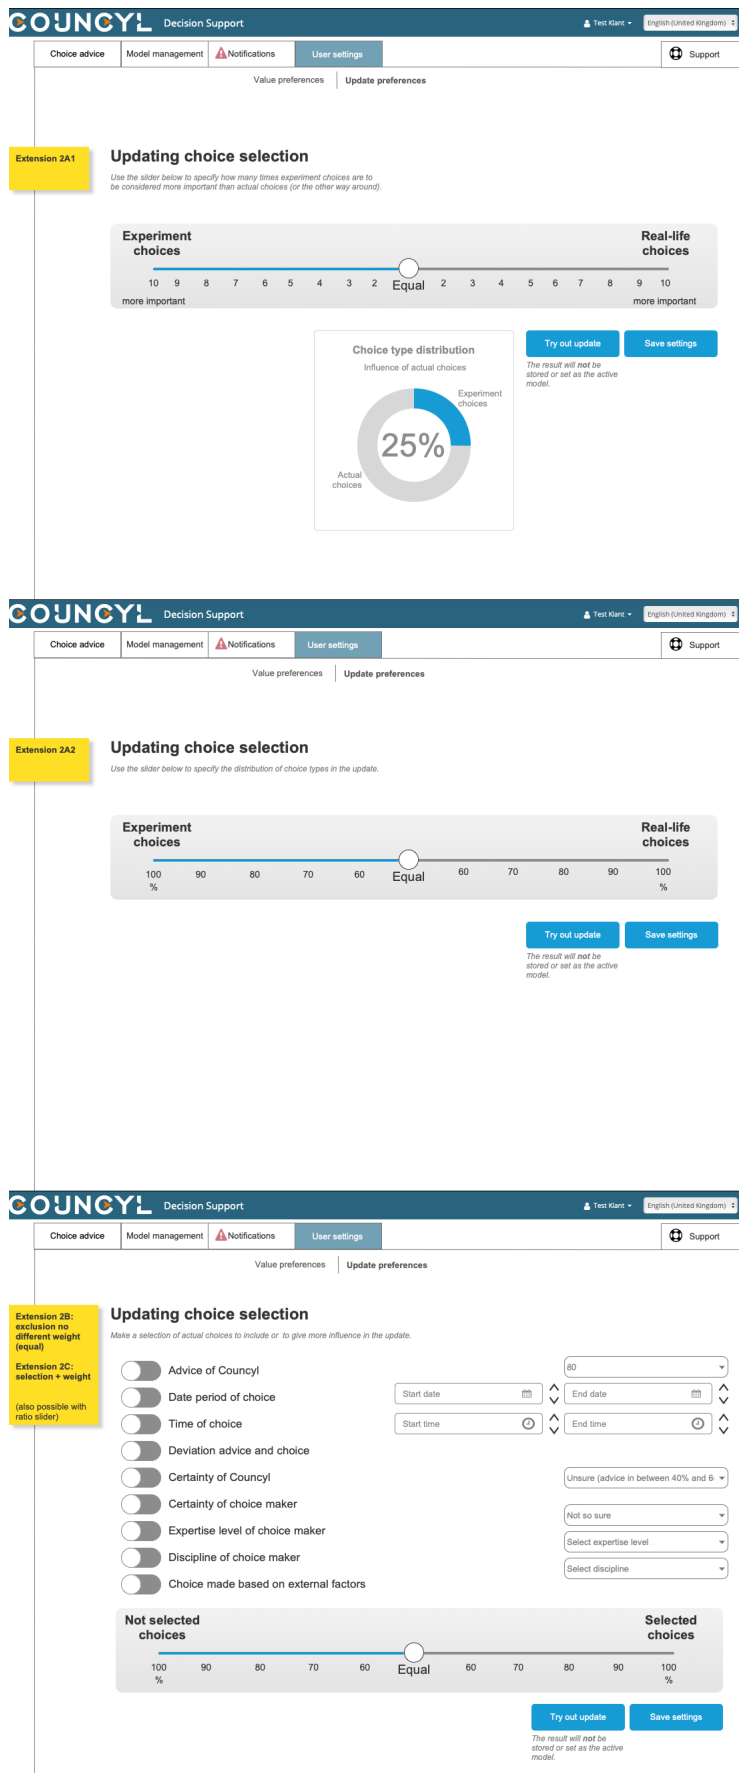 COUNCYL Decision Support Test Klant English (United Kingdom)
Choice advice Model management Notifications User settings Support
Value preferences Update preferences
Extension 2A1
Updating choice selection
Use the slider below to specify how many times experiment choices are to
be considered more important than actual choices (or the other way around).
Experiment
choices
Real-life
choices
10 9 8 7 6 5 4 3 2 Equal 2 3 4 5 6 7 8 9 10
more important more important
Choice type distribution
Influence of actual choices
Experiment
choices
25%
Actual
choices
Try out update Save settings
The result will not be
stored or set as the active
model.
COUNCYL Decision Support Test Klant English (United Kingdom)
Choice advice Model management Notifications User settings Support
Value preferences Update preferences
Extension 2A2
Updating choice selection
Use the slider below to specify the distribution of choice types in the update.
Experiment
choices
Real-life
choices
100 90 80 70 60 Equal 60 70 80 90 100
% %
Try out update Save settings
The result will not be
stored or set as the active
model.
COUNCYL Decision Support Test Klant English (United Kingdom)
Choice advice Model management Notifications User settings Support
Value preferences Update preferences
Extension 2B:
exclusion no
different weight
(equal)
Extension 2C:
selection + weight
(also possible with
ratio slider)
Updating choice selection
Make a selection of actual choices to include or to give more influence in the update.
Advice of Councyl 80
Date period of choice Start date End date
Time of choice Start time End time
Deviation advice and choice
Certainty of Councyl Unsure (advice in between 40% and 6
Certainty of choice maker Not so sure
Expertise level of choice maker Select expertise level
Discipline of choice maker Select discipline
Choice made based on external factors
Not selected
choices
Selected
choices
100 90 80 70 60 Equal 60 70 80 90 100
% %
Try out update Save settings
The result will not be
stored or set as the active
model.